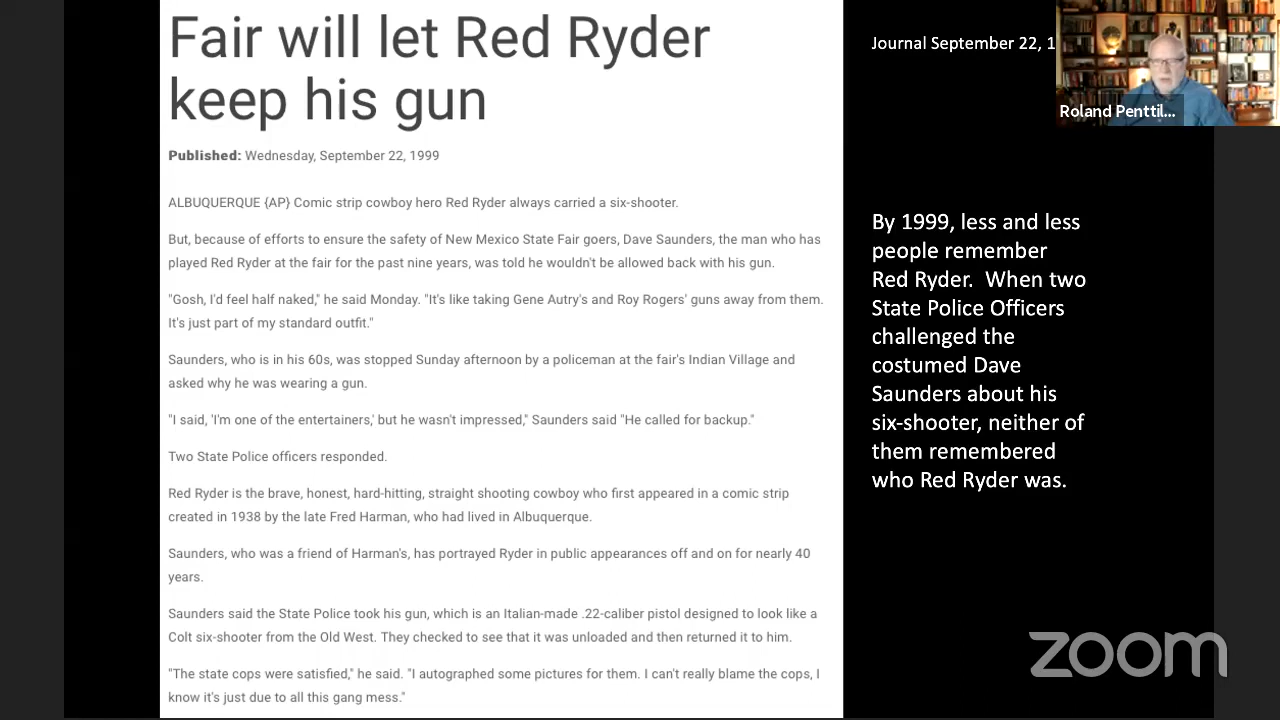 Fair will let Red Ryder
keep his gun
Published: Wednesday, September 22, 1999
ALBUQUERQUE {AP} Comic strip cowboy hero Red Ryder always carried a six-shooter.
But, because of efforts to ensure the safety of New Mexico State Fair goers, Dave Saunders, the man who has
played Red Ryder at the fair for the past nine years, was told he wouldn't be allowed back with his gun.
"Gosh, I'd feel half naked," he said Monday. "It's like taking Gene Autry's and Roy Rogers' guns away from them.
It's just part of my standard outfit."
Saunders, who is in his 60s, was stopped Sunday afternoon by a policeman at the fair's Indian Village and
asked why he was wearing a gun.
"I said, 'I'm one of the entertainers,' but he wasn't impressed," Saunders said "He called for backup."
Two State Police officers responded.
Red Ryder is the brave, honest, hard-hitting, straight shooting cowboy who first appeared in a comic strip
created in 1938 by the late Fred Harman, who had lived in Albuquerque.
Saunders, who was a friend of Harman's, has portrayed Ryder in public appearances off and on for nearly 40
years.
Saunders said the State Police took his gun, which is an Italian-made .22-caliber pistol designed to look like a
Colt six-shooter from the Old West. They checked to see that it was unloaded and then returned it to him.
"The state cops were satisfied," he said. "I autographed some pictures for them. I can't really blame the cops, I
know it's just due to all this gang mess."
Journal September 22, 1
Roland Penttil...
By 1999, less and less
people remember
Red Ryder. When two
State Police Officers
challenged the
costumed Dave
Saunders about his
six-shooter, neither of
them remembered
who Red Ryder was.
zoom